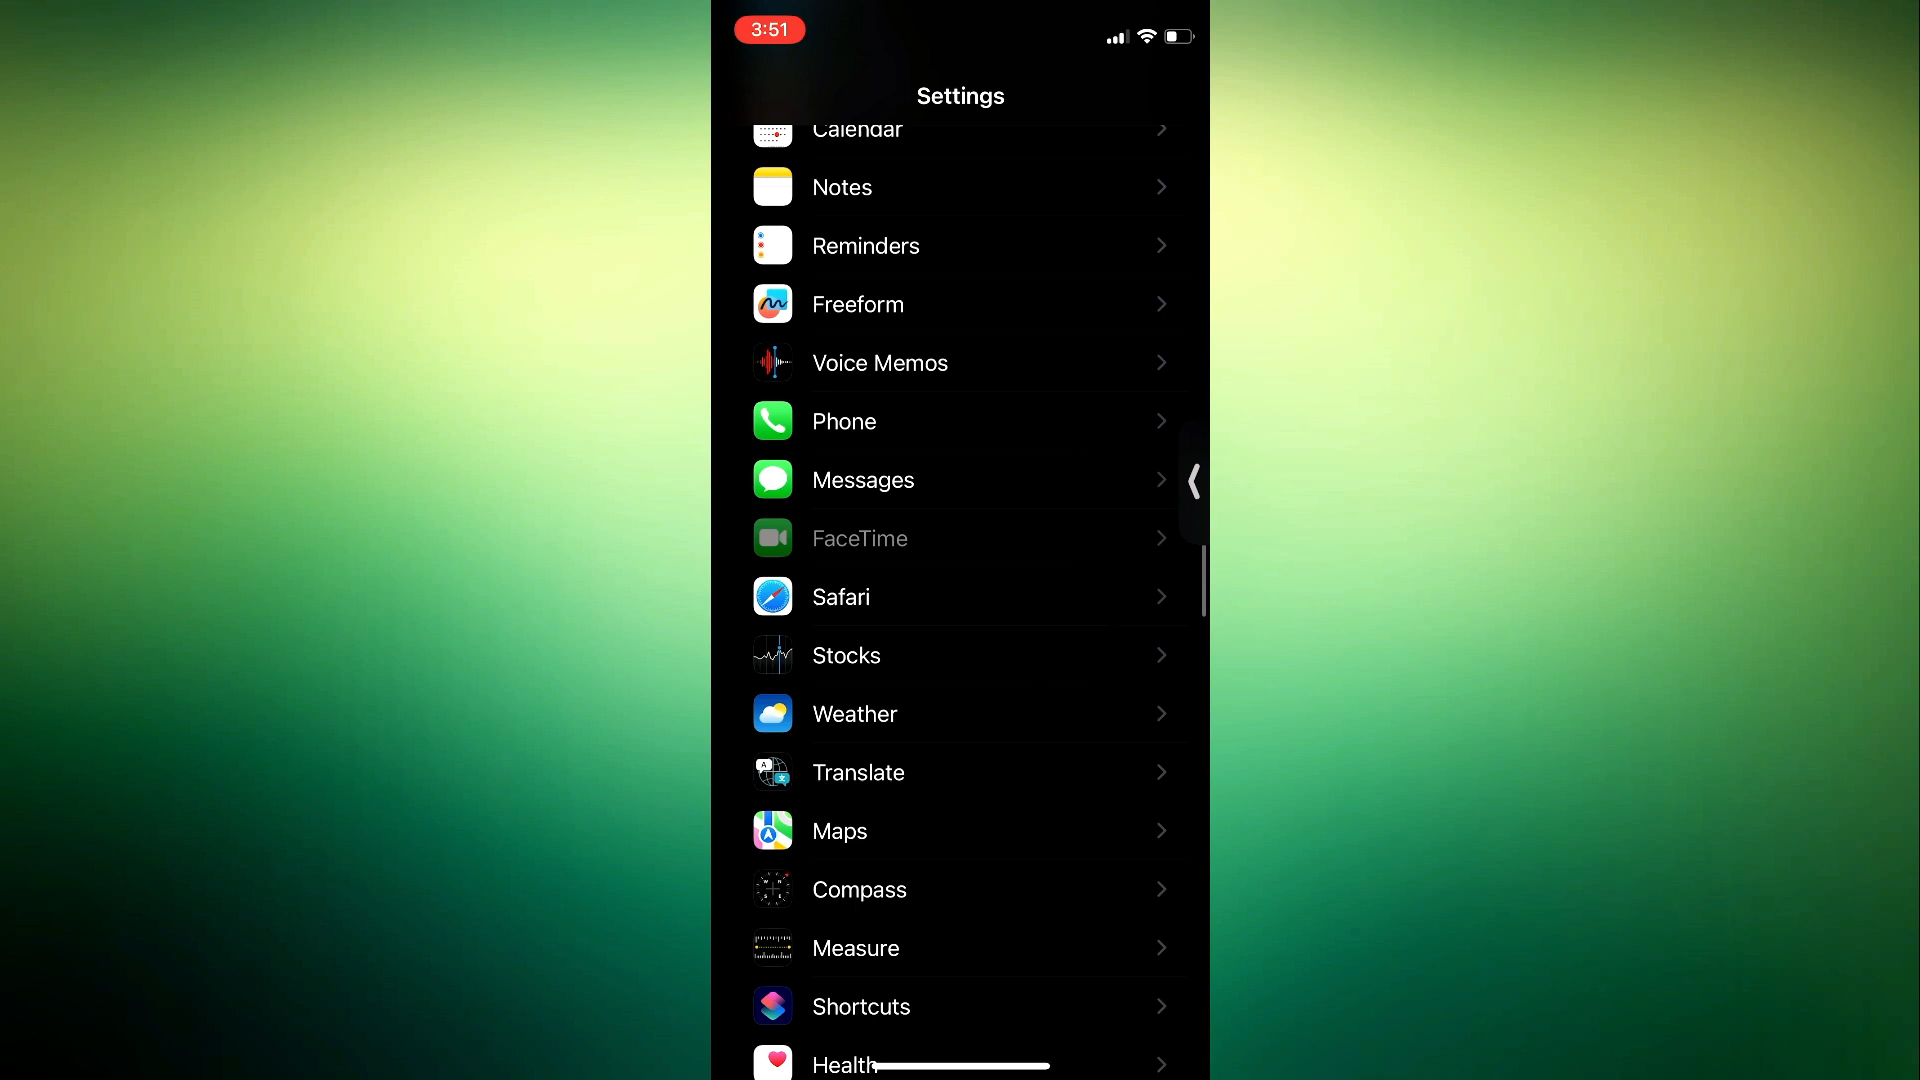 3:51
Settings
Calendar
Notes
Reminders
Freeform
Voice Memos
Phone
Messages
FaceTime
Safari
Stocks
Weather
Translate
Maps
Compass
Measure
Shortcuts
Health